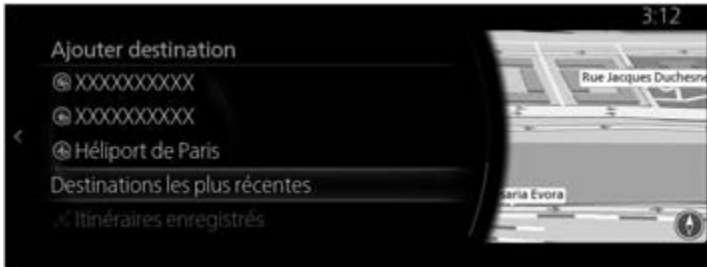 3:12
Ajouter destination
XXXXXXXXXX
XXXXXXXXXX
Héliport de Paris
Destinations les plus récentes
Itinéraires enregistrés
Rue Jacques Duchesne
aria Evora